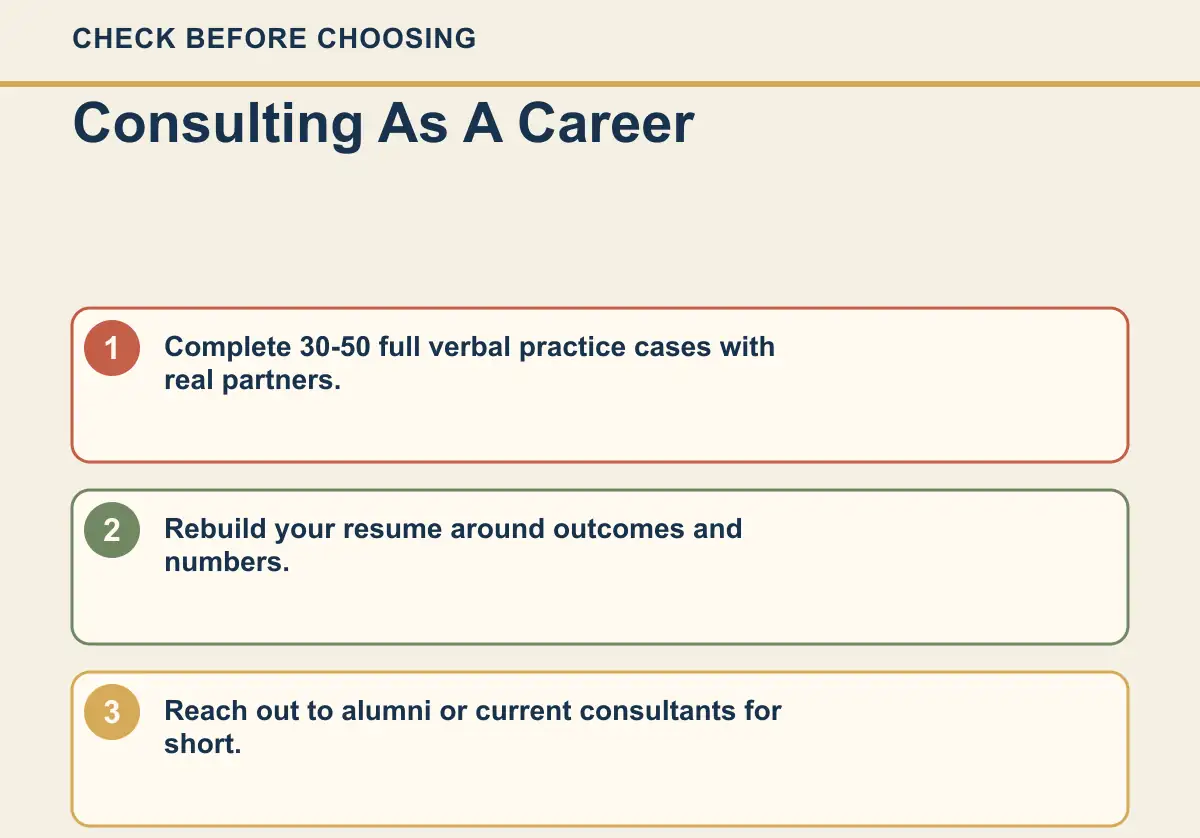 CHECK BEFORE CHOOSING
Consulting As A Career
1
Complete 30-50 full verbal practice cases with
real partners.
2
Rebuild your resume around outcomes and
numbers.
3
Reach out to alumni or current consultants for
short.